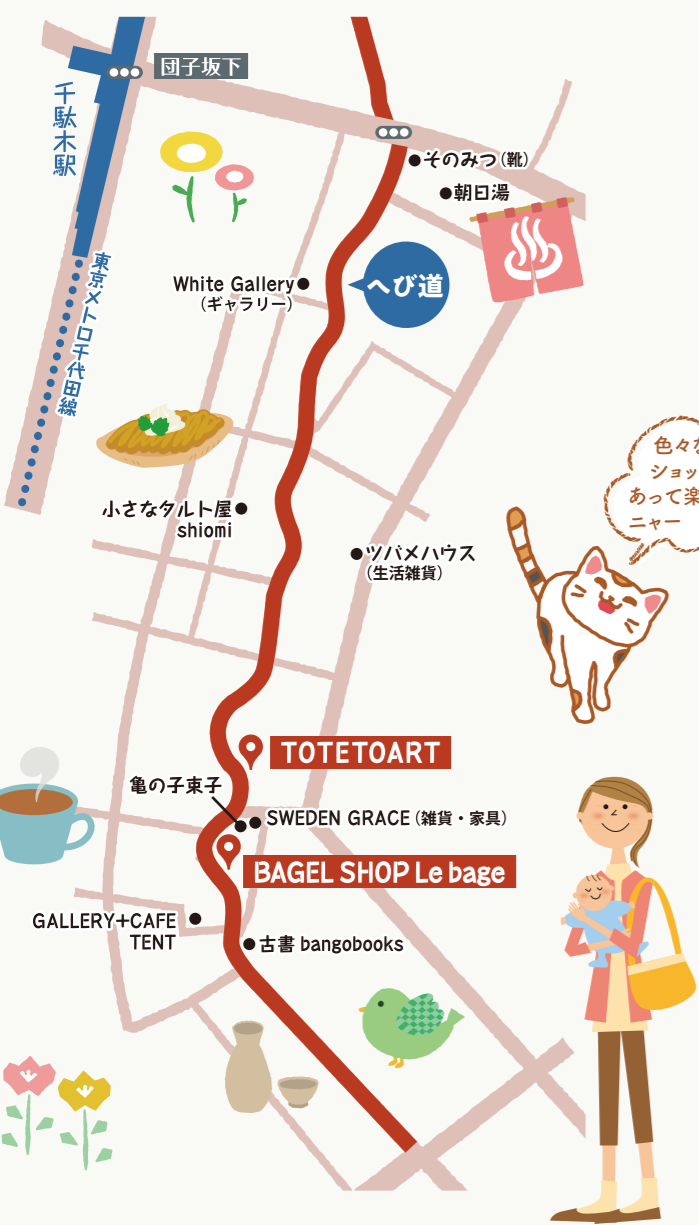 団子坂下
千駄木駅
そのみつ(靴)
朝日湯
東京メトロ千代田線
White Gallery
(ギャラリー)
へび道
色々な
ショッ
あって楽
ニャー
小さなタルト屋
shiomi
ツバメハウス
(生活雑貨)
TOTETOART
亀の子束子
SWEDEN GRACE(雑貨・家具)
BAGEL SHOP Le bage
GALLERY+CAFE
TENT
古書 bangobooks